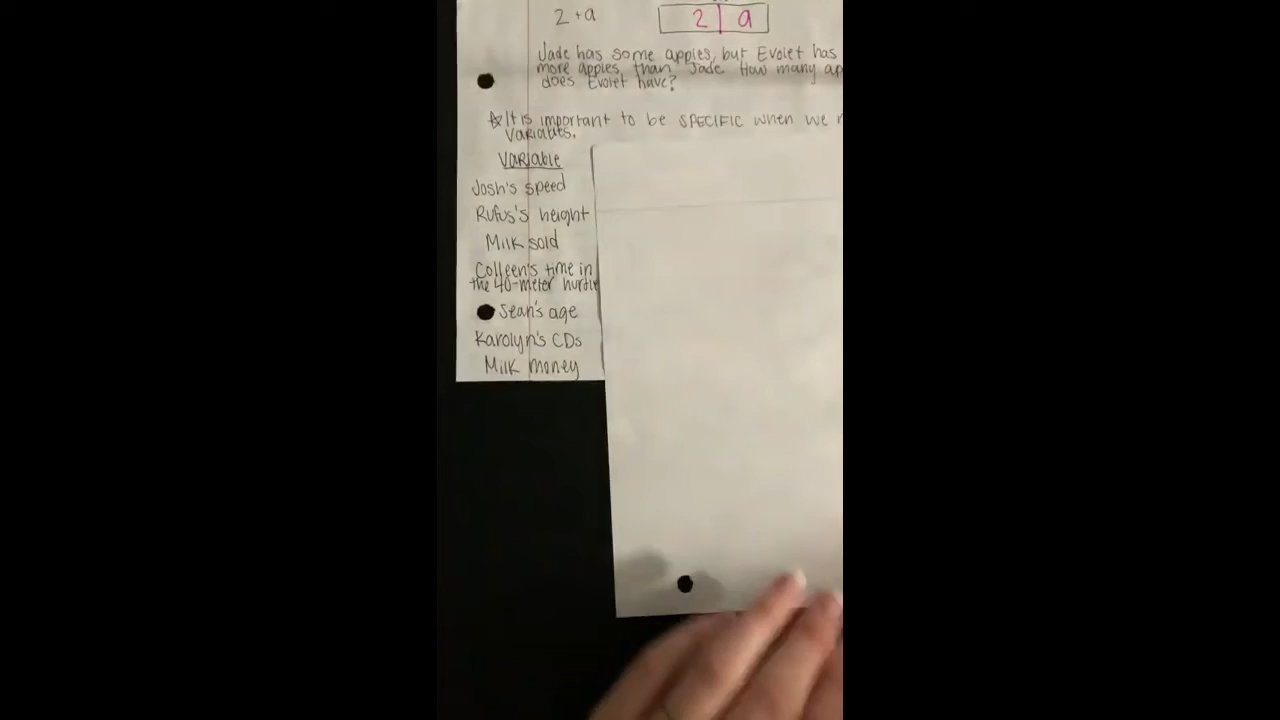 2 + a
2 a
Jade has some apples, but Evolet has
more apples than Jade. How many
does Evolet have?
It is important to be SPECIFIC when we
variables.
Variable
Josh's speed
Rufus's height
Milk sold
Colleen's time in
the 40-meter
Sean's age
Karolyn's CDs
Milk money